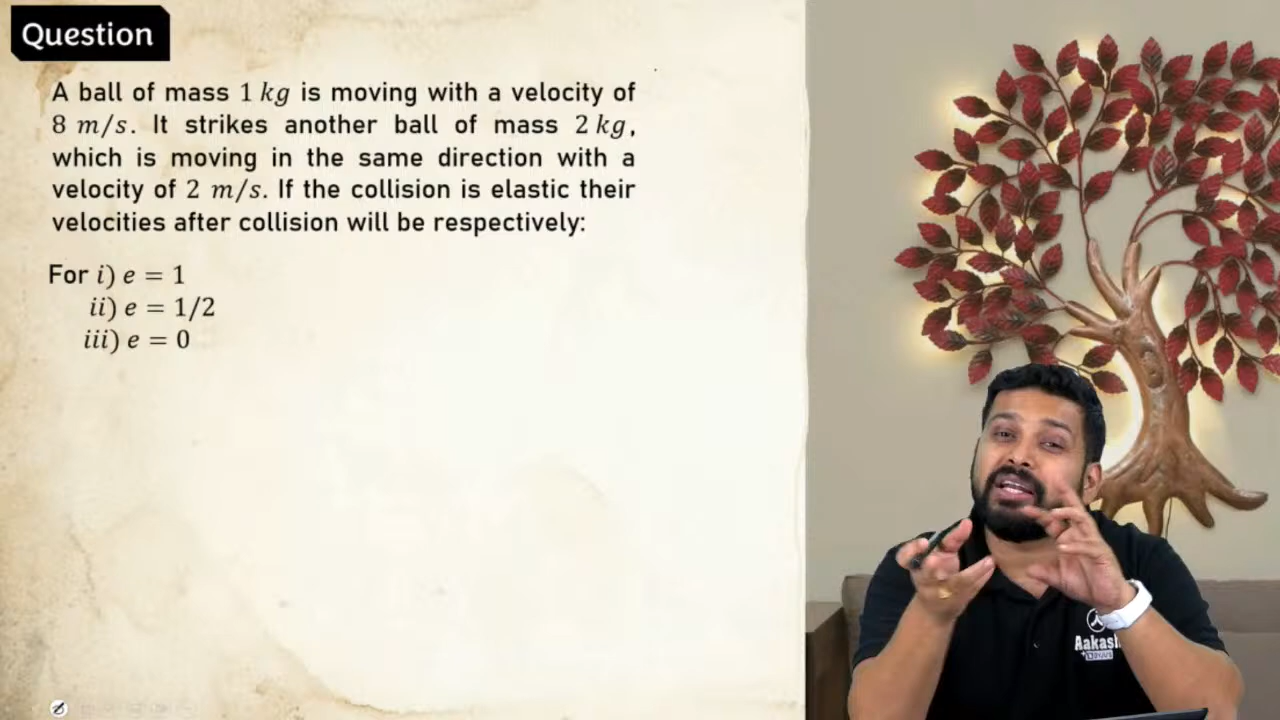 Question
A ball of mass 1 kg is moving with a velocity of
8 m/s. It strikes another ball of mass 2 kg,
which is moving in the same direction with a
velocity of 2 m/s. If the collision is elastic their
velocities after collision will be respectively:
For i) e = 1
ii) e = 1/2
iii) e = 0
Aakash